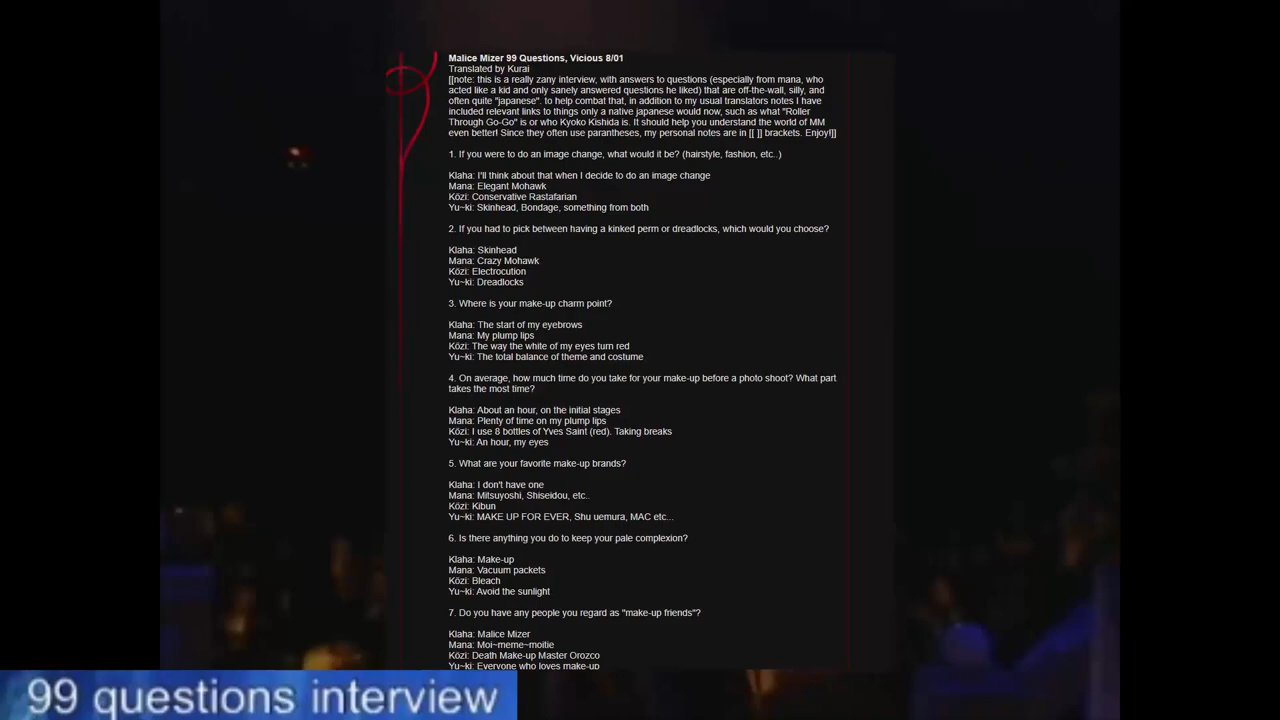 Malice Mizer 99 Questions, Vicious 8/01
Translated by Kurai
[[note: this is a really zany interview, with answers to questions (especially from mana, who
acted like a kid and only sanely answered questions he liked) that are off-the-wall, silly, and
often quite "japanese". to help combat that, in addition to my usual translators notes I have
included relevant links to things only a native japanese would now, such as what "Roller
Through Go-Go" is or who Kyoko Kishida is. It should help you understand the world of MM
even better! Since they often use parantheses, my personal notes are in [[ ]] brackets. Enjoy!]]
1. If you were to do an image change, what would it be? (hairstyle, fashion, etc..)
Klaha: I'll think about that when I decide to do an image change
Mana: Elegant Mohawk
Közi: Conservative Rastafarian
Yu~ki: Skinhead, Bondage, something from both
2. If you had to pick between having a kinked perm or dreadlocks, which would you choose?
Klaha: Skinhead
Mana: Crazy Mohawk
Közi: Electrocution
Yu~ki: Dreadlocks
3. Where is your make-up charm point?
Klaha: The start of my eyebrows
Mana: My plump lips
Közi: The way the white of my eyes turn red
Yu~ki: The total balance of theme and costume
4. On average, how much time do you take for your make-up before a photo shoot? What part
takes the most time?
Klaha: About an hour, on the initial stages
Mana: Plenty of time on my plump lips
Közi: I use 8 bottles of Yves Saint (red). Taking breaks
Yu~ki: An hour, my eyes
5. What are your favorite make-up brands?
Klaha: I don't have one
Mana: Mitsuyoshi, Shiseidou, etc..
Közi: Kibun
Yu~ki: MAKE UP FOR EVER, Shu uemura, MAC etc...
6. Is there anything you do to keep your pale complexion?
Klaha: Make-up
Mana: Vacuum packets
Közi: Bleach
Yu~ki: Avoid the sunlight
7. Do you have any people you regard as "make-up friends"?
Klaha: Malice Mizer
Mana: Moi~meme~moitie
Közi: Death Make-up Master Orozco
Yu~ki: Everyone who loves make-up
99 questions interview